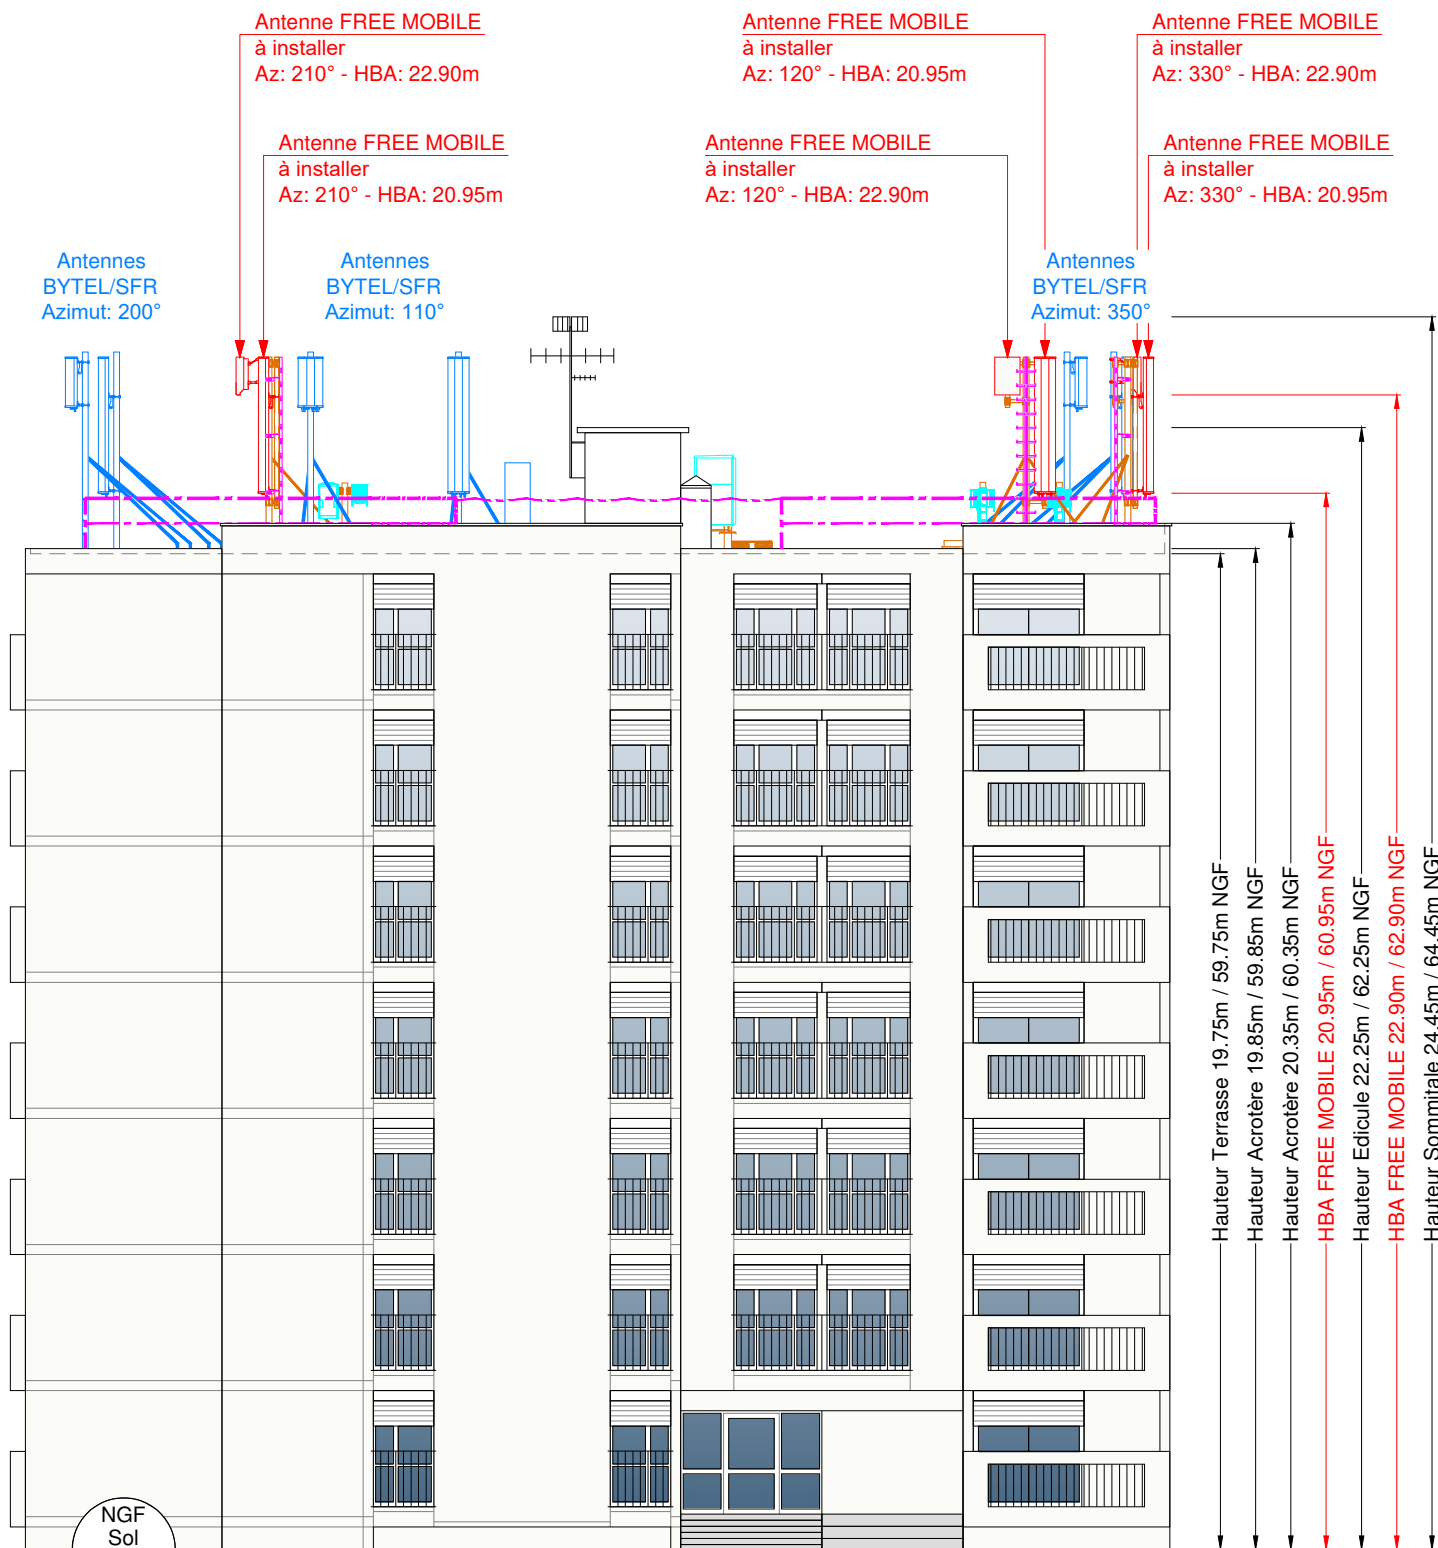 Antenne FREE MOBILE
à installer
Az: 210° - HBA: 22.90m
Antenne FREE MOBILE
à installer
Az: 120° - HBA: 20.95m
Antenne FREE MOBILE
à installer
Az: 330° - HBA: 22.90m
Antenne FREE MOBILE
à installer
Az: 210° - HBA: 20.95m
Antenne FREE MOBILE
à installer
Az: 120° - HBA: 22.90m
Antenne FREE MOBILE
à installer
Az: 330° - HBA: 20.95m
Antennes
BYTEL/SFR
Azimut: 200°
Antennes
BYTEL/SFR
Azimut: 110°
Antennes
BYTEL/SFR
Azimut: 350°
Hauteur Terrasse 19.75m / 59.75m NGF
Hauteur Acrotère 19.85m / 59.85m NGF
Hauteur Acrotère 20.35m / 60.35m NGF
HBA FREE MOBILE 20.95m / 60.95m NGF
Hauteur Edicule 22.25m / 62.25m NGF
HBA FREE MOBILE 22.90m / 62.90m NGF
Hauteur Sommitale 24.45m / 64.45m NGF
NGF
Sol